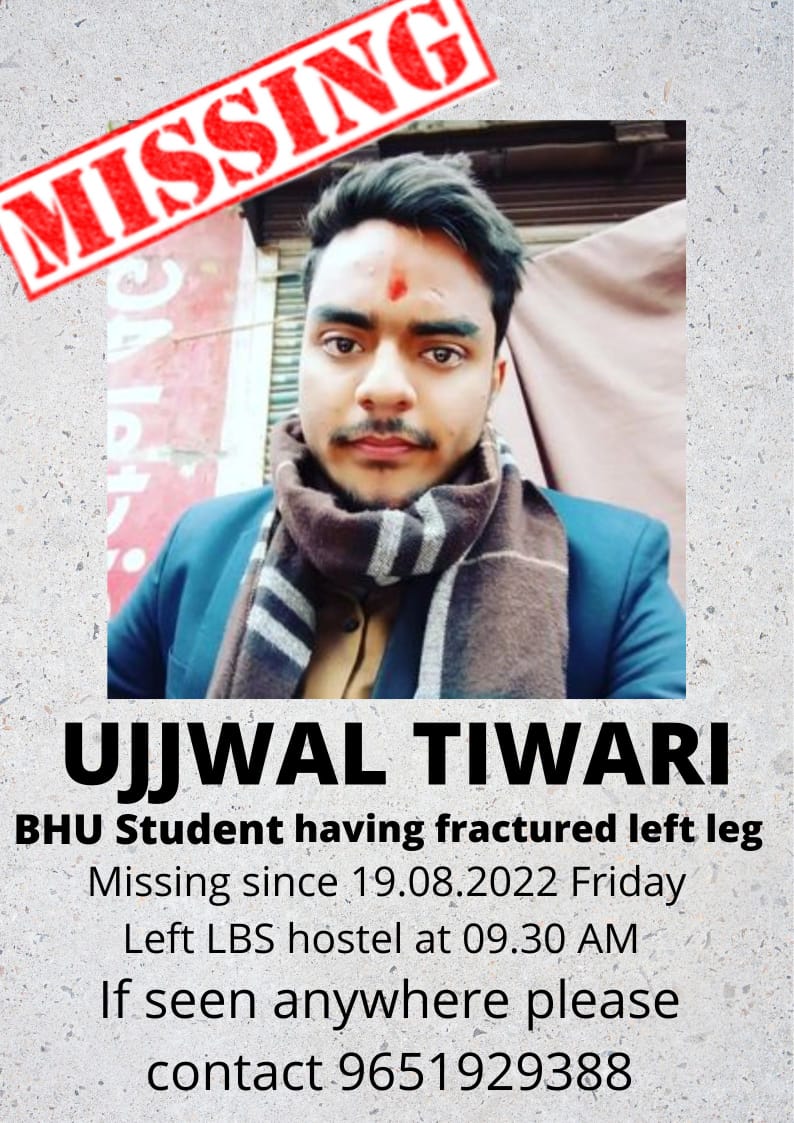 MISSING
UJJWAL TIWARI
BHU Student having fractured left leg
Missing since 19.08.2022 Friday
Left LBS hostel at 09.30 AM
If seen anywhere please
contact 9651929388